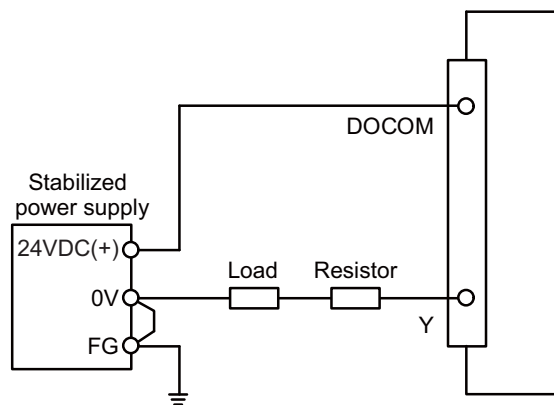 DOCOM
Stabilized
power supply
24VDC(+)
Load
Resistor
0V
Y
FG